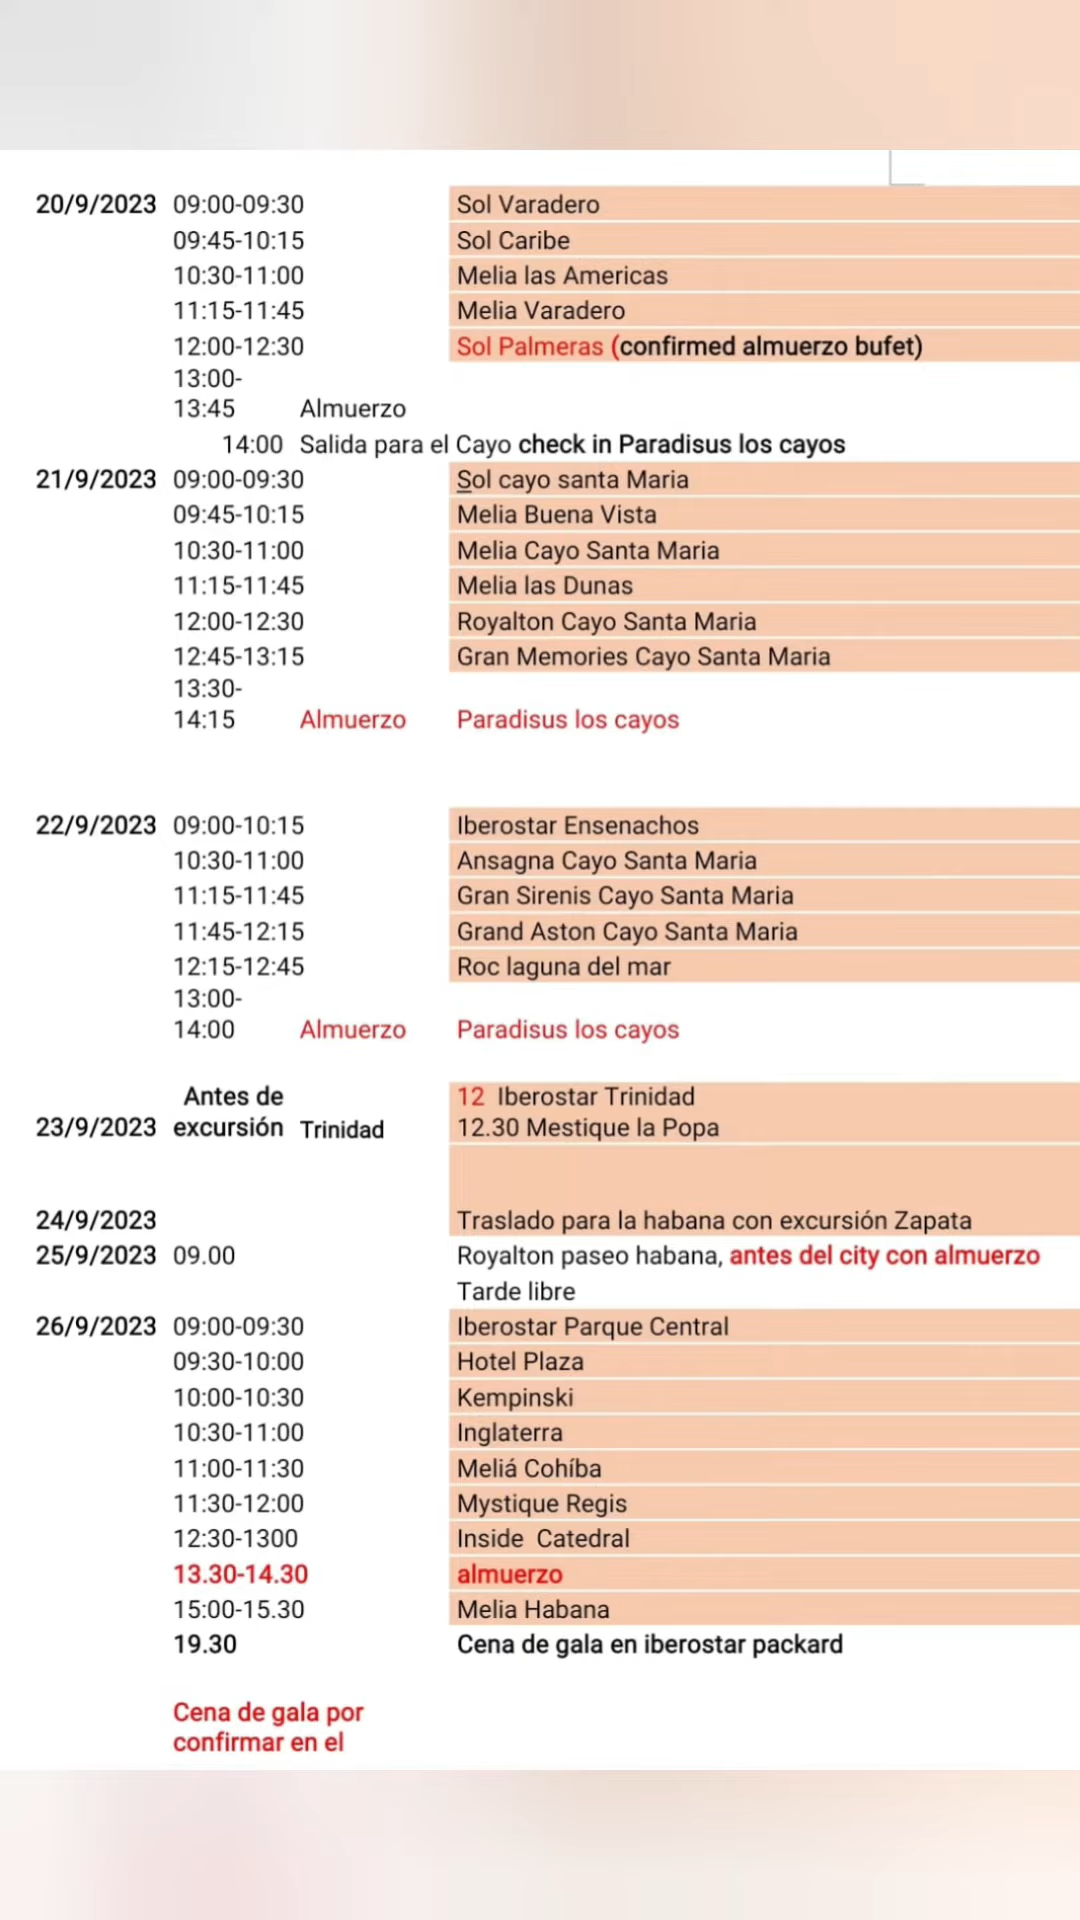 20/9/2023 09:00-09:30 Sol Varadero
09:45-10:15 Sol Caribe
10:30-11:00 Melia las Americas
11:15-11:45 Melia Varadero
12:00-12:30 Sol Palmeras (confirmed almuerzo bufet)
13:00-
13:45 Almuerzo
14:00 Salida para el Cayo check in Paradisus los cayos
21/9/2023 09:00-09:30 Sol cayo santa Maria
09:45-10:15 Melia Buena Vista
10:30-11:00 Melia Cayo Santa Maria
11:15-11:45 Melia las Dunas
12:00-12:30 Royalton Cayo Santa Maria
12:45-13:15 Gran Memories Cayo Santa Maria
13:30-
14:15 Almuerzo Paradisus los cayos
22/9/2023 09:00-10:15 Iberostar Ensenachos
10:30-11:00 Ansagna Cayo Santa Maria
11:15-11:45 Gran Sirenis Cayo Santa Maria
11:45-12:15 Grand Aston Cayo Santa Maria
12:15-12:45 Roc laguna del mar
13:00-
14:00 Almuerzo Paradisus los cayos
Antes de 12 Iberostar Trinidad
23/9/2023 excursión Trinidad 12.30 Mestique la Popa
24/9/2023 Traslado para la habana con excursión Zapata
25/9/2023 09.00 Royalton paseo habana, antes del city con almuerzo
Tarde libre
26/9/2023 09:00-09:30 Iberostar Parque Central
09:30-10:00 Hotel Plaza
10:00-10:30 Kempinski
10:30-11:00 Inglaterra
11:00-11:30 Meliá Cohíba
11:30-12:00 Mystique Regis
12:30-1300 Inside Catedral
13.30-14.30 almuerzo
15:00-15.30 Melia Habana
19.30 Cena de gala en iberostar packard
Cena de gala por
confirmar en el